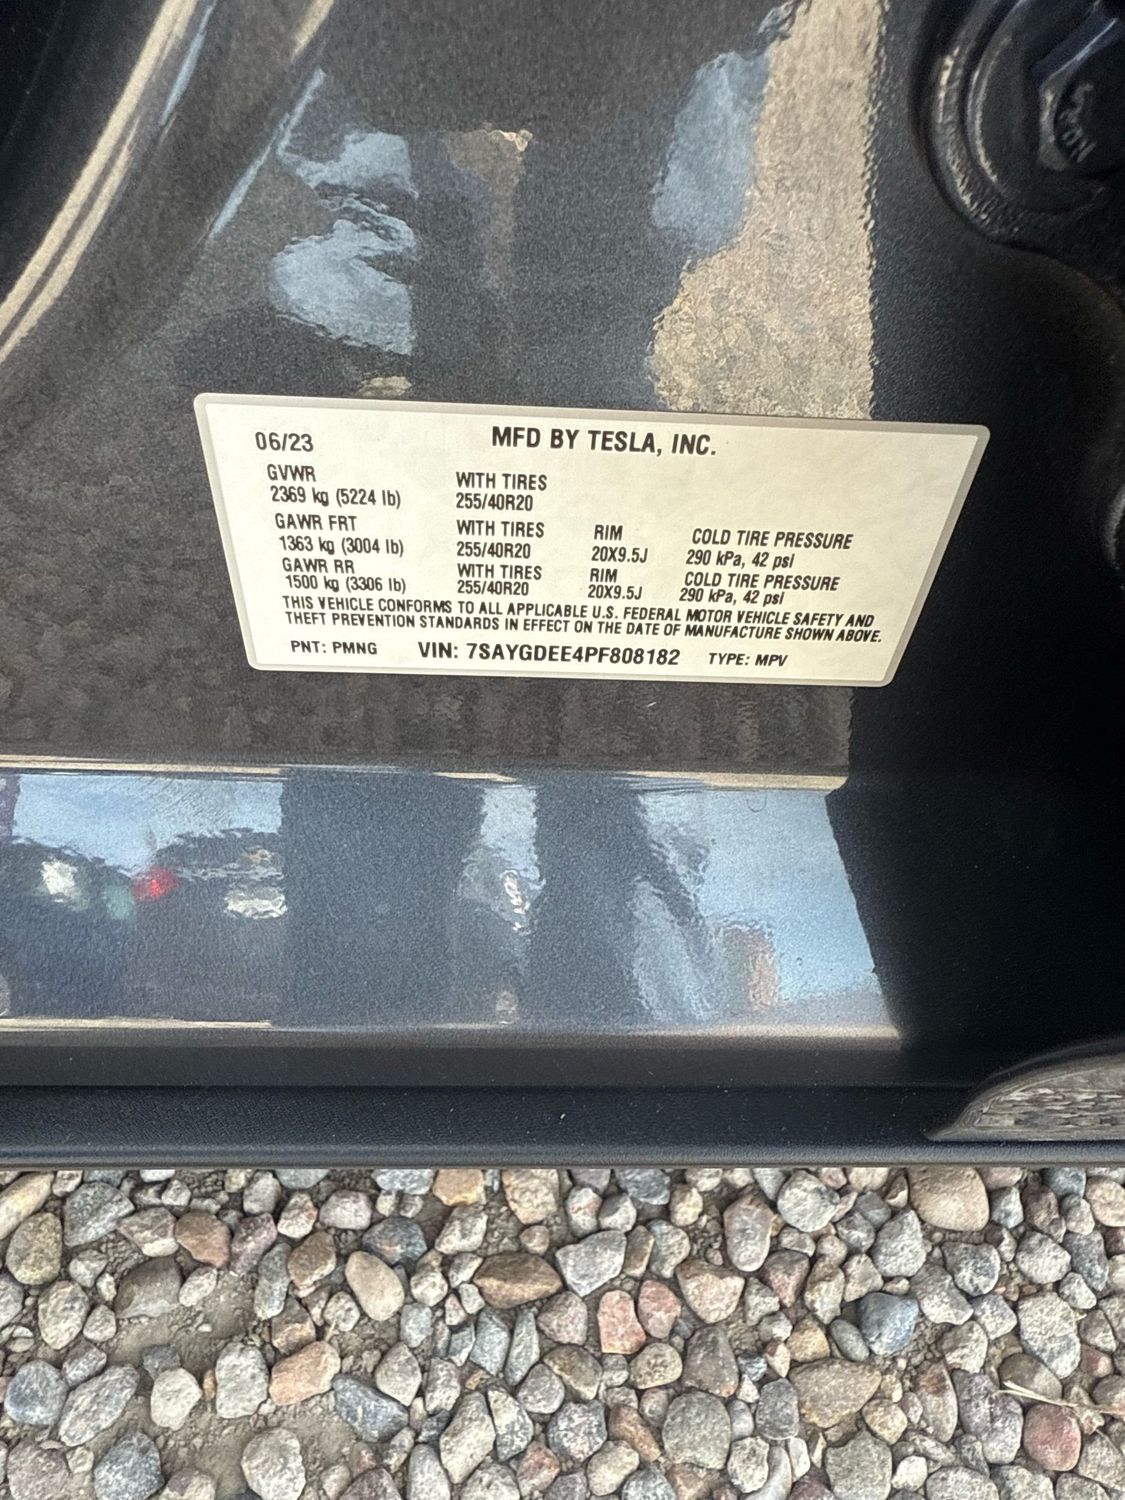 06/23 MFD BY TESLA, INC.
GVWR WITH TIRES
2369 kg (5224 lb) 255/40R20
GAWR FRT WITH TIRES RIM COLD TIRE PRESSURE
1363 kg (3004 lb) 255/40R20 20X9.5J 290 kPa, 42 psi
GAWR RR WITH TIRES RIM COLD TIRE PRESSURE
1500 kg (3306 lb) 255/40R20 20X9.5J 290 kPa, 42 psi
THIS VEHICLE CONFORMS TO ALL APPLICABLE U.S. FEDERAL MOTOR VEHICLE SAFETY AND
THEFT PREVENTION STANDARDS IN EFFECT ON THE DATE OF MANUFACTURE SHOWN ABOVE.
PNT: PMNG VIN: 7SAYGDEE4PF808182 TYPE: MPV